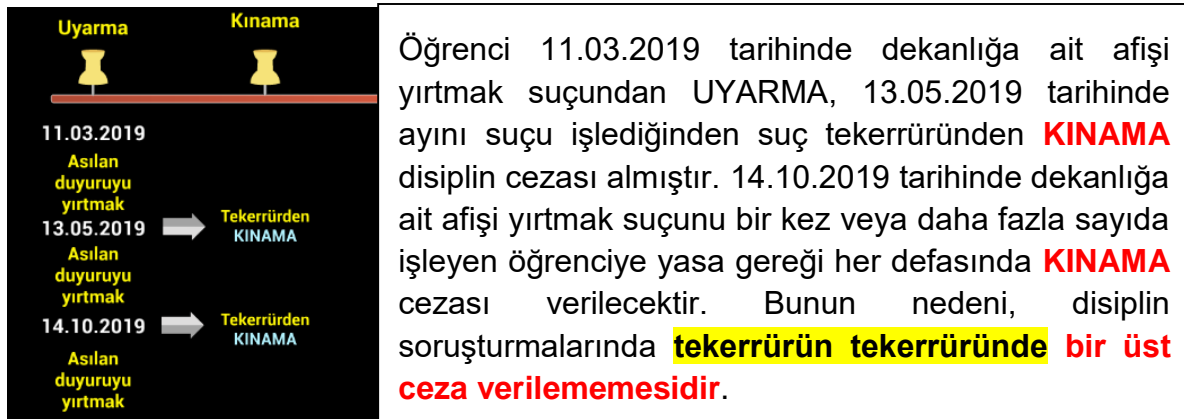 Uyarma
Kınama
11.03.2019
Asılan
duyuruyu
yırtmak
13.05.2019
Tekerrürden
KINAMA
Asılan
duyuruyu
yırtmak
14.10.2019
Tekerrürden
KINAMA
Asılan
duyuruyu
yırtmak
Öğrenci 11.03.2019 tarihinde dekanlığa ait afişi
yırtmak suçundan UYARMA, 13.05.2019 tarihinde
ayını suçu işlediğinden suç tekerrüründen KINAMA
disiplin cezası almıştır. 14.10.2019 tarihinde dekanlığa
ait afişi yırtmak suçunu bir kez veya daha fazla sayıda
işleyen öğrenciye yasa gereği her defasında KINAMA
cezası verilecektir. Bunun nedeni, disiplin
soruşturmalarında tekerrürün tekerrüründe bir üst
ceza verilememesidir.